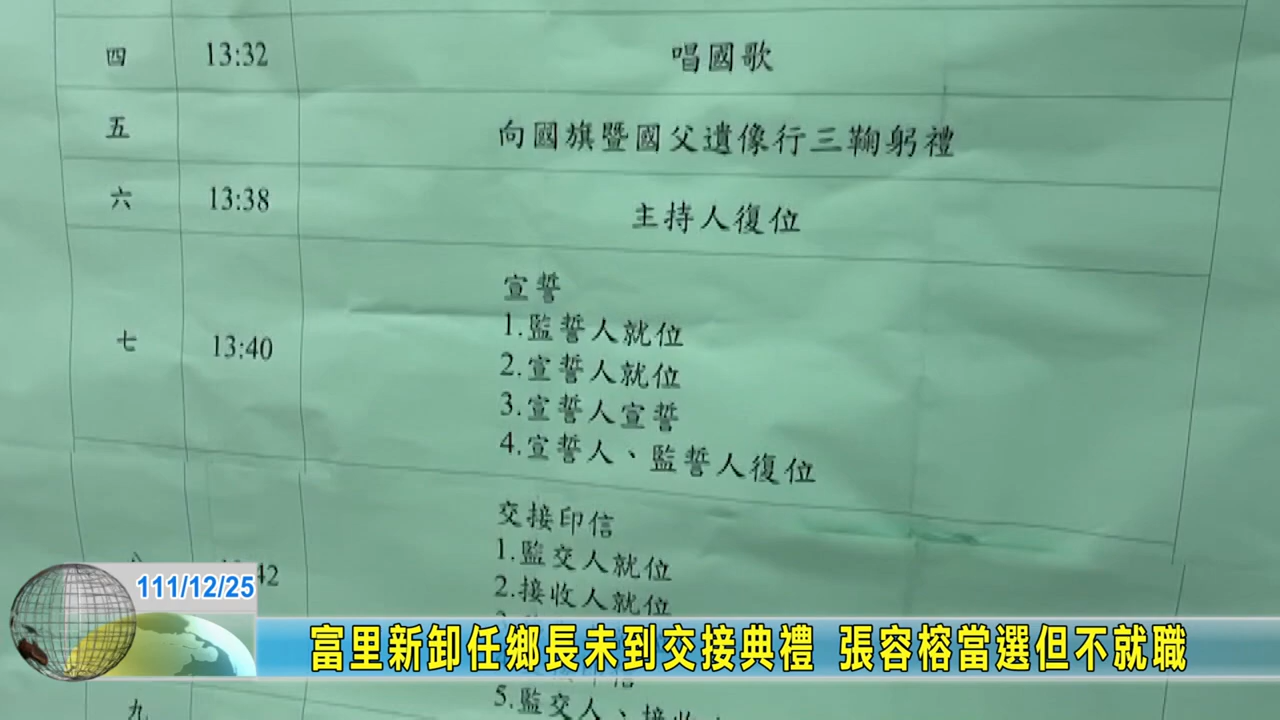 四 13:32 唱國歌
五 向國旗暨國父遺像行三鞠躬禮
六 13:38 主持人復位
七 13:40
宣誓
1.監誓人就位
2.宣誓人就位
3.宣誓人宣誓
4.宣誓人、監誓人復位
交接印信
1.監交人就位
42
2.接收人就位
111/12/25
富里新卸任鄉長未到交接典禮 張容榕當選但不就職
5.監交人、接收
九